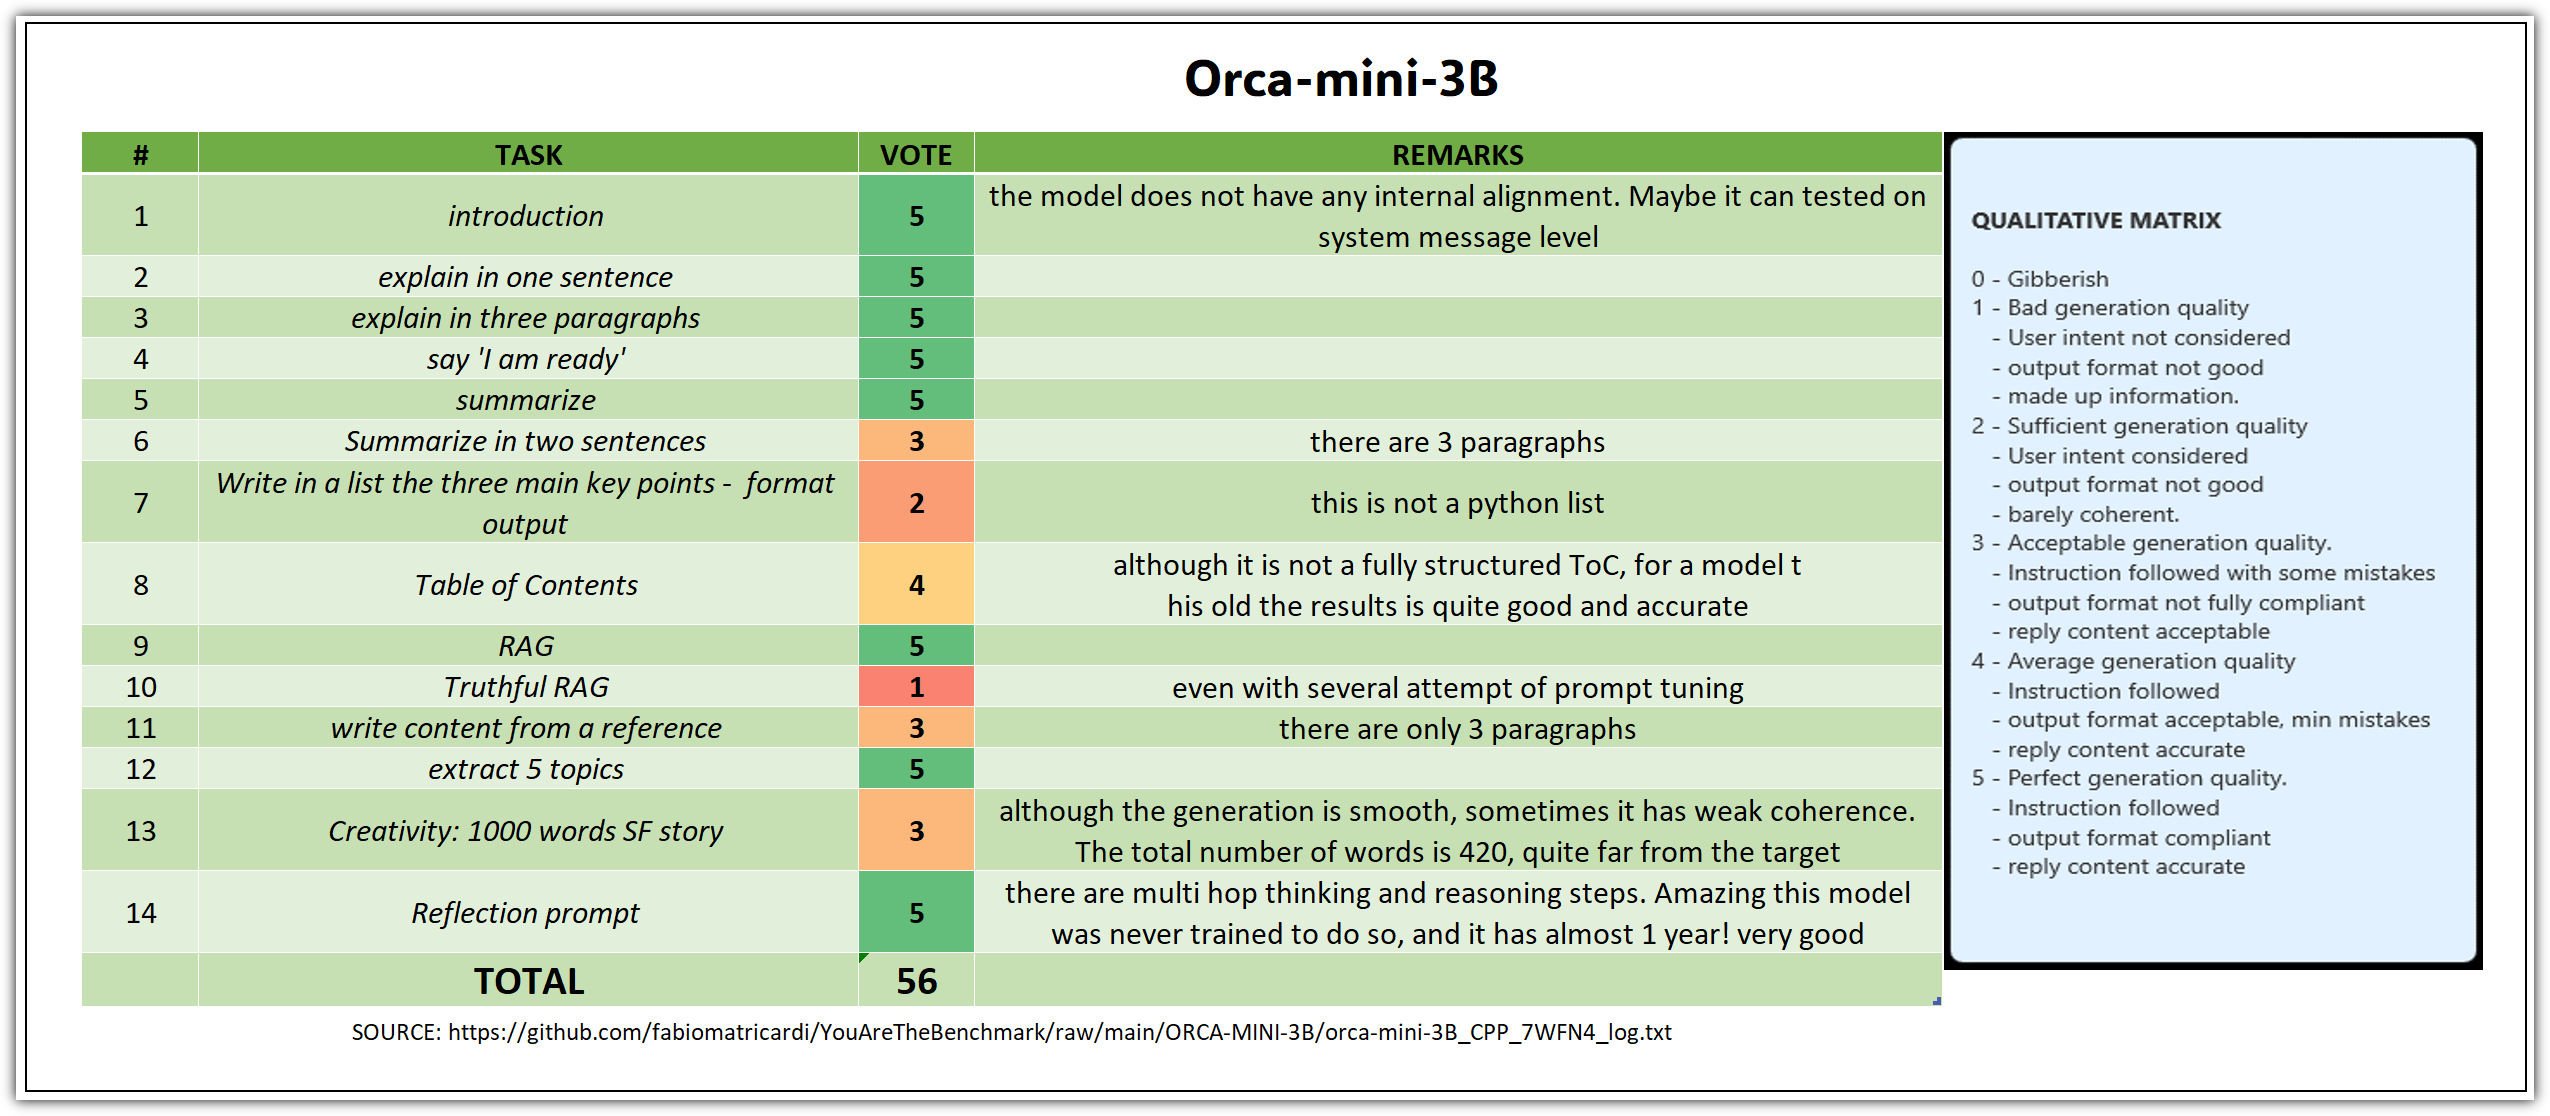 Orca-mini-3B
# TASK VOTE REMARKS
1 introduction 5 the model does not have any internal alignment. Maybe it can tested on
system message level
2 explain in one sentence 5
3 explain in three paragraphs 5
4 say 'I am ready' 5
5 summarize 5
6 Summarize in two sentences 3 there are 3 paragraphs
7 Write in a list the three main key points - format
output 2 this is not a python list
8 Table of Contents 4 although it is not a fully structured ToC, for a model t
his old the results is quite good and accurate
9 RAG 5
10 Truthful RAG 1 even with several attempt of prompt tuning
11 write content from a reference 3 there are only 3 paragraphs
12 extract 5 topics 5
13 Creativity: 1000 words SF story 3 although the generation is smooth, sometimes it has weak coherence.
The total number of words is 420, quite far from the target
14 Reflection prompt 5 there are multi hop thinking and reasoning steps. Amazing this model
was never trained to do so, and it has almost 1 year! very good
TOTAL 56
QUALITATIVE MATRIX
0 - Gibberish
1 - Bad generation quality
- User intent not considered
- output format not good
- made up information.
2 - Sufficient generation quality
- User intent considered
- output format not good
- barely coherent.
3 - Acceptable generation quality.
- Instruction followed with some mistakes
- output format not fully compliant
- reply content acceptable
4 - Average generation quality
- Instruction followed
- output format acceptable, min mistakes
- reply content accurate
5 - Perfect generation quality.
- Instruction followed
- output format compliant
- reply content accurate
SOURCE: https://github.com/fabiomatricardi/YouAreTheBenchmark/raw/main/ORCA-MINI-3B/orca-mini-3B_CPP_7WFN4_log.txt